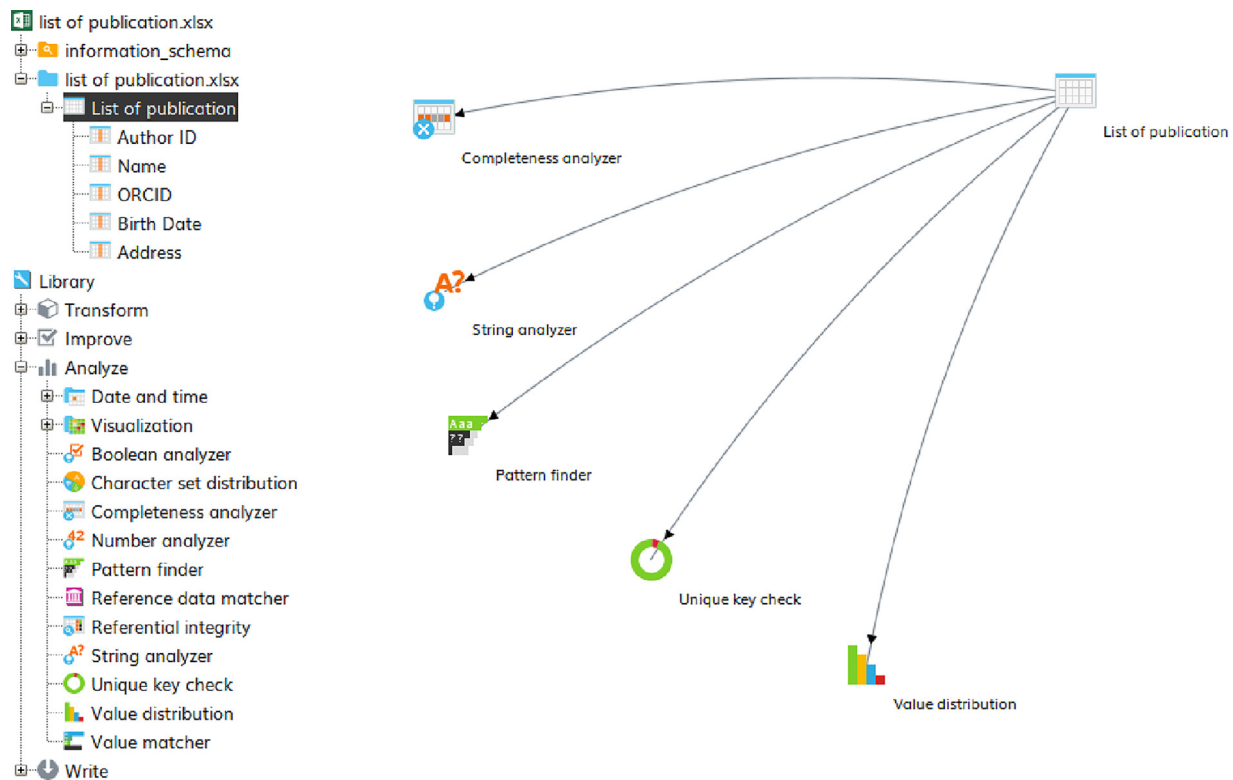 list of publication.xlsx
information_schema
list of publication.xlsx
List of publication
Author ID
Name
ORCID
Birth Date
Address
Library
Transform
Improve
Analyze
Date and time
Visualization
Boolean analyzer
Character set distribution
Completeness analyzer
Number analyzer
Pattern finder
Reference data matcher
Referential integrity
String analyzer
Unique key check
Value distribution
Value matcher
Write
List of publication
Completeness analyzer
A?
String analyzer
Aaa
??
Pattern finder
Unique key check
Value distribution